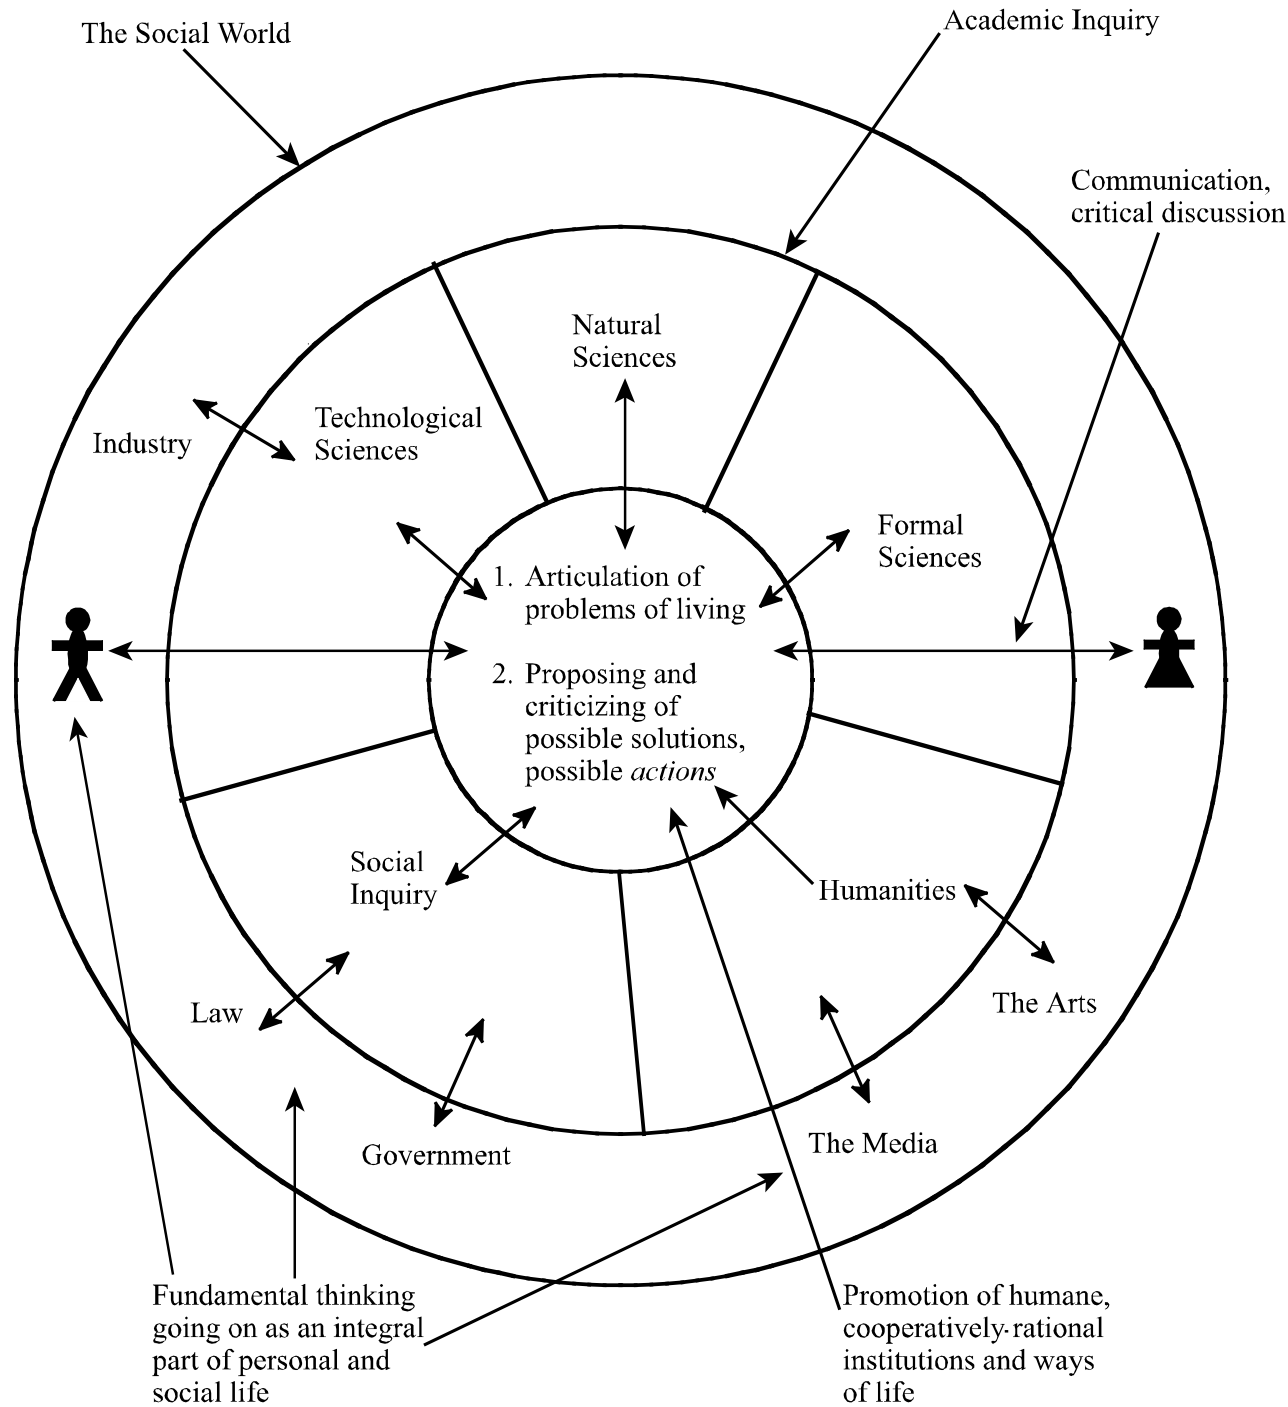 The Social World
Academic Inquiry
Communication,
critical discussion
Natural
Sciences
Technological
Sciences
Industry
Formal
Sciences
1. Articulation of
problems of living
2. Proposing and
criticizing of
possible solutions,
possible actions
Social
Inquiry
Humanities
Law
The Arts
Government
The Media
Fundamental thinking
going on as an integral
part of personal and
social life
Promotion of humane,
cooperatively-rational
institutions and ways
of life